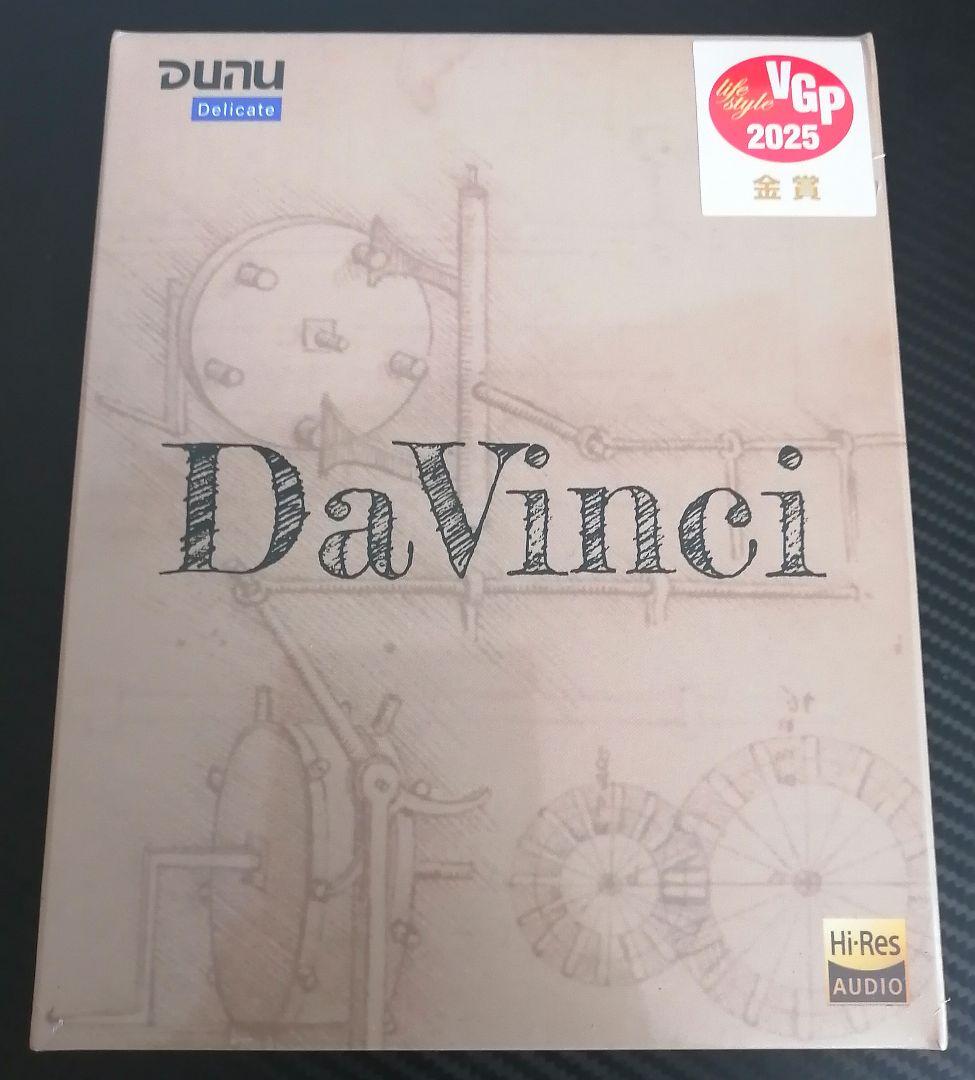 DUNU
Delicate
life
style
VGP
2025
金賞
DaVinci
Hi-Res
AUDIO